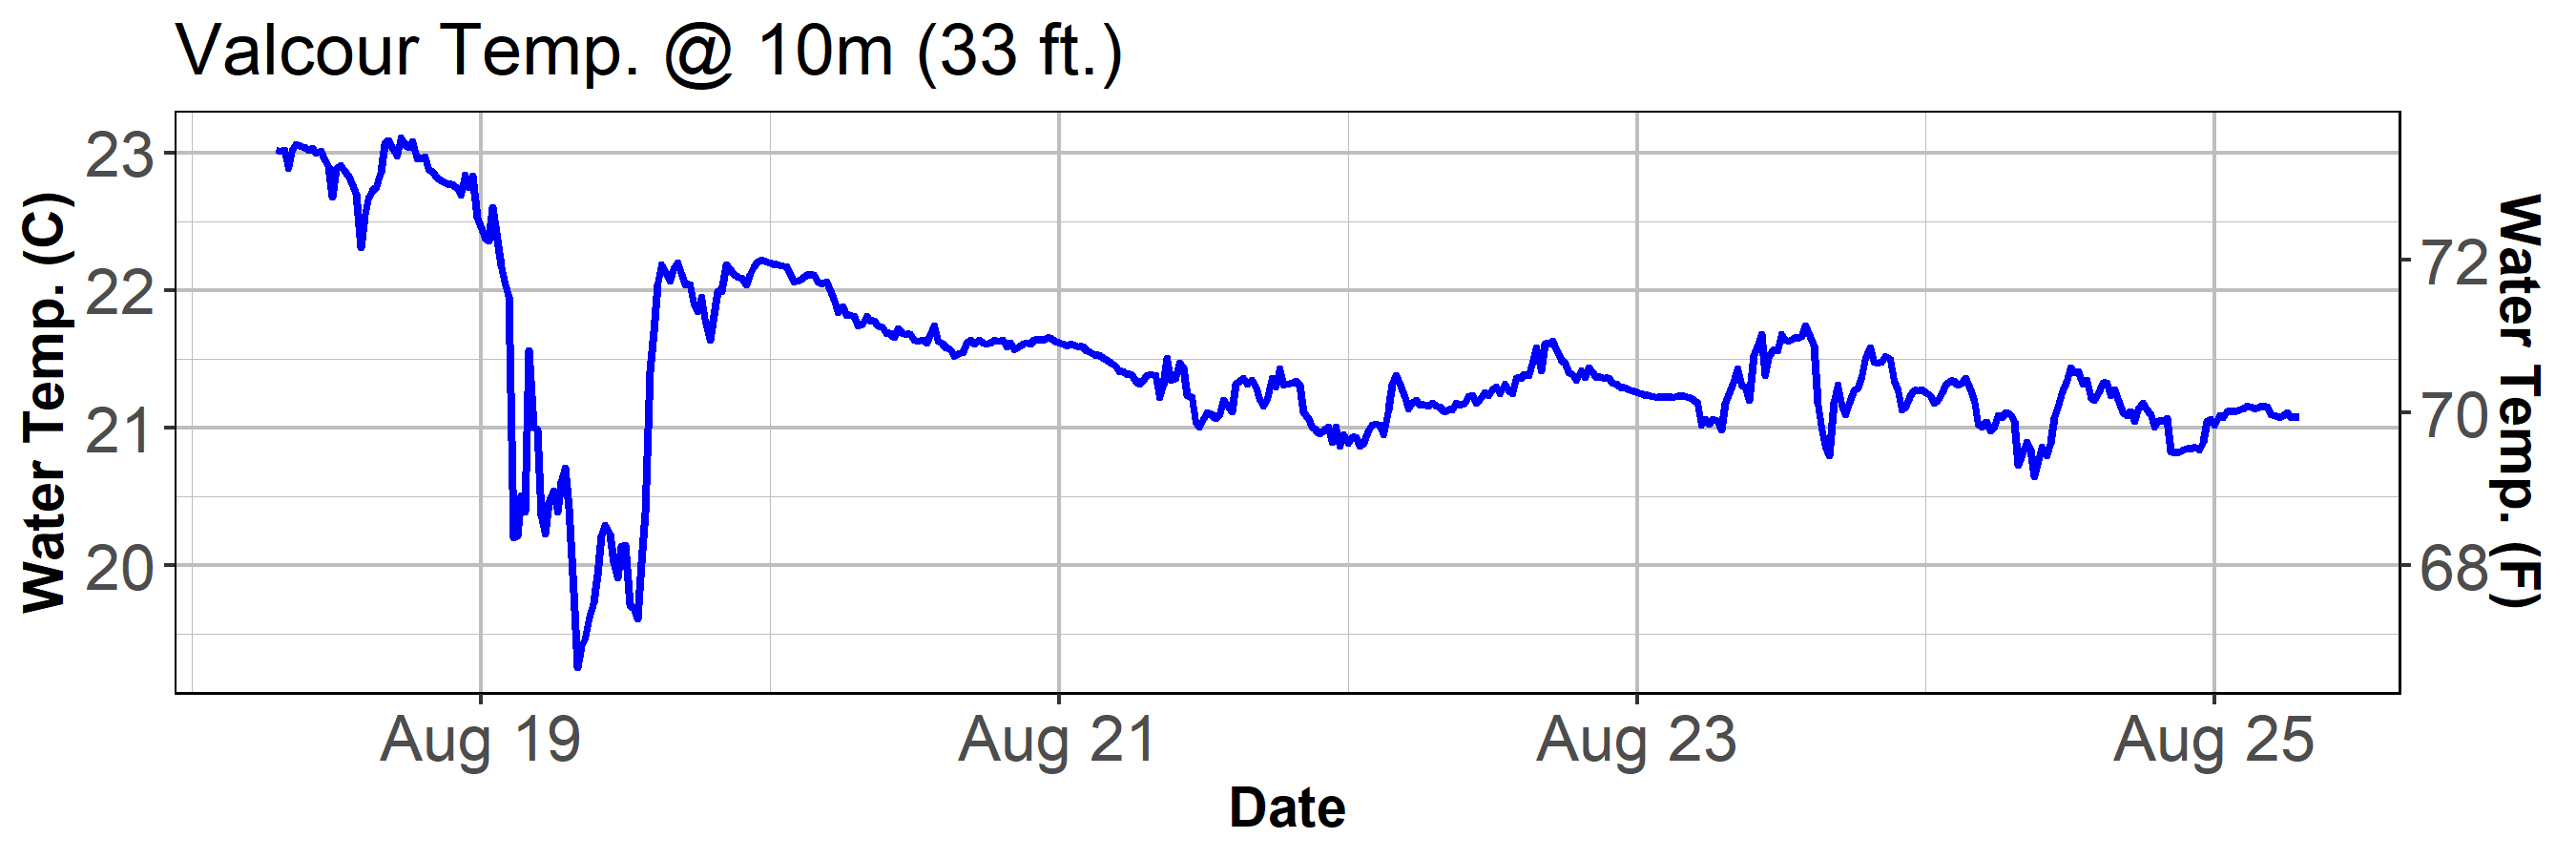 Valcour Temp. @ 10m (33 ft.)
Water Temp. (C)
23
22
21
20
72
70
68
Water Temp. (F)
Aug 19 Aug 21 Aug 23 Aug 25
Date